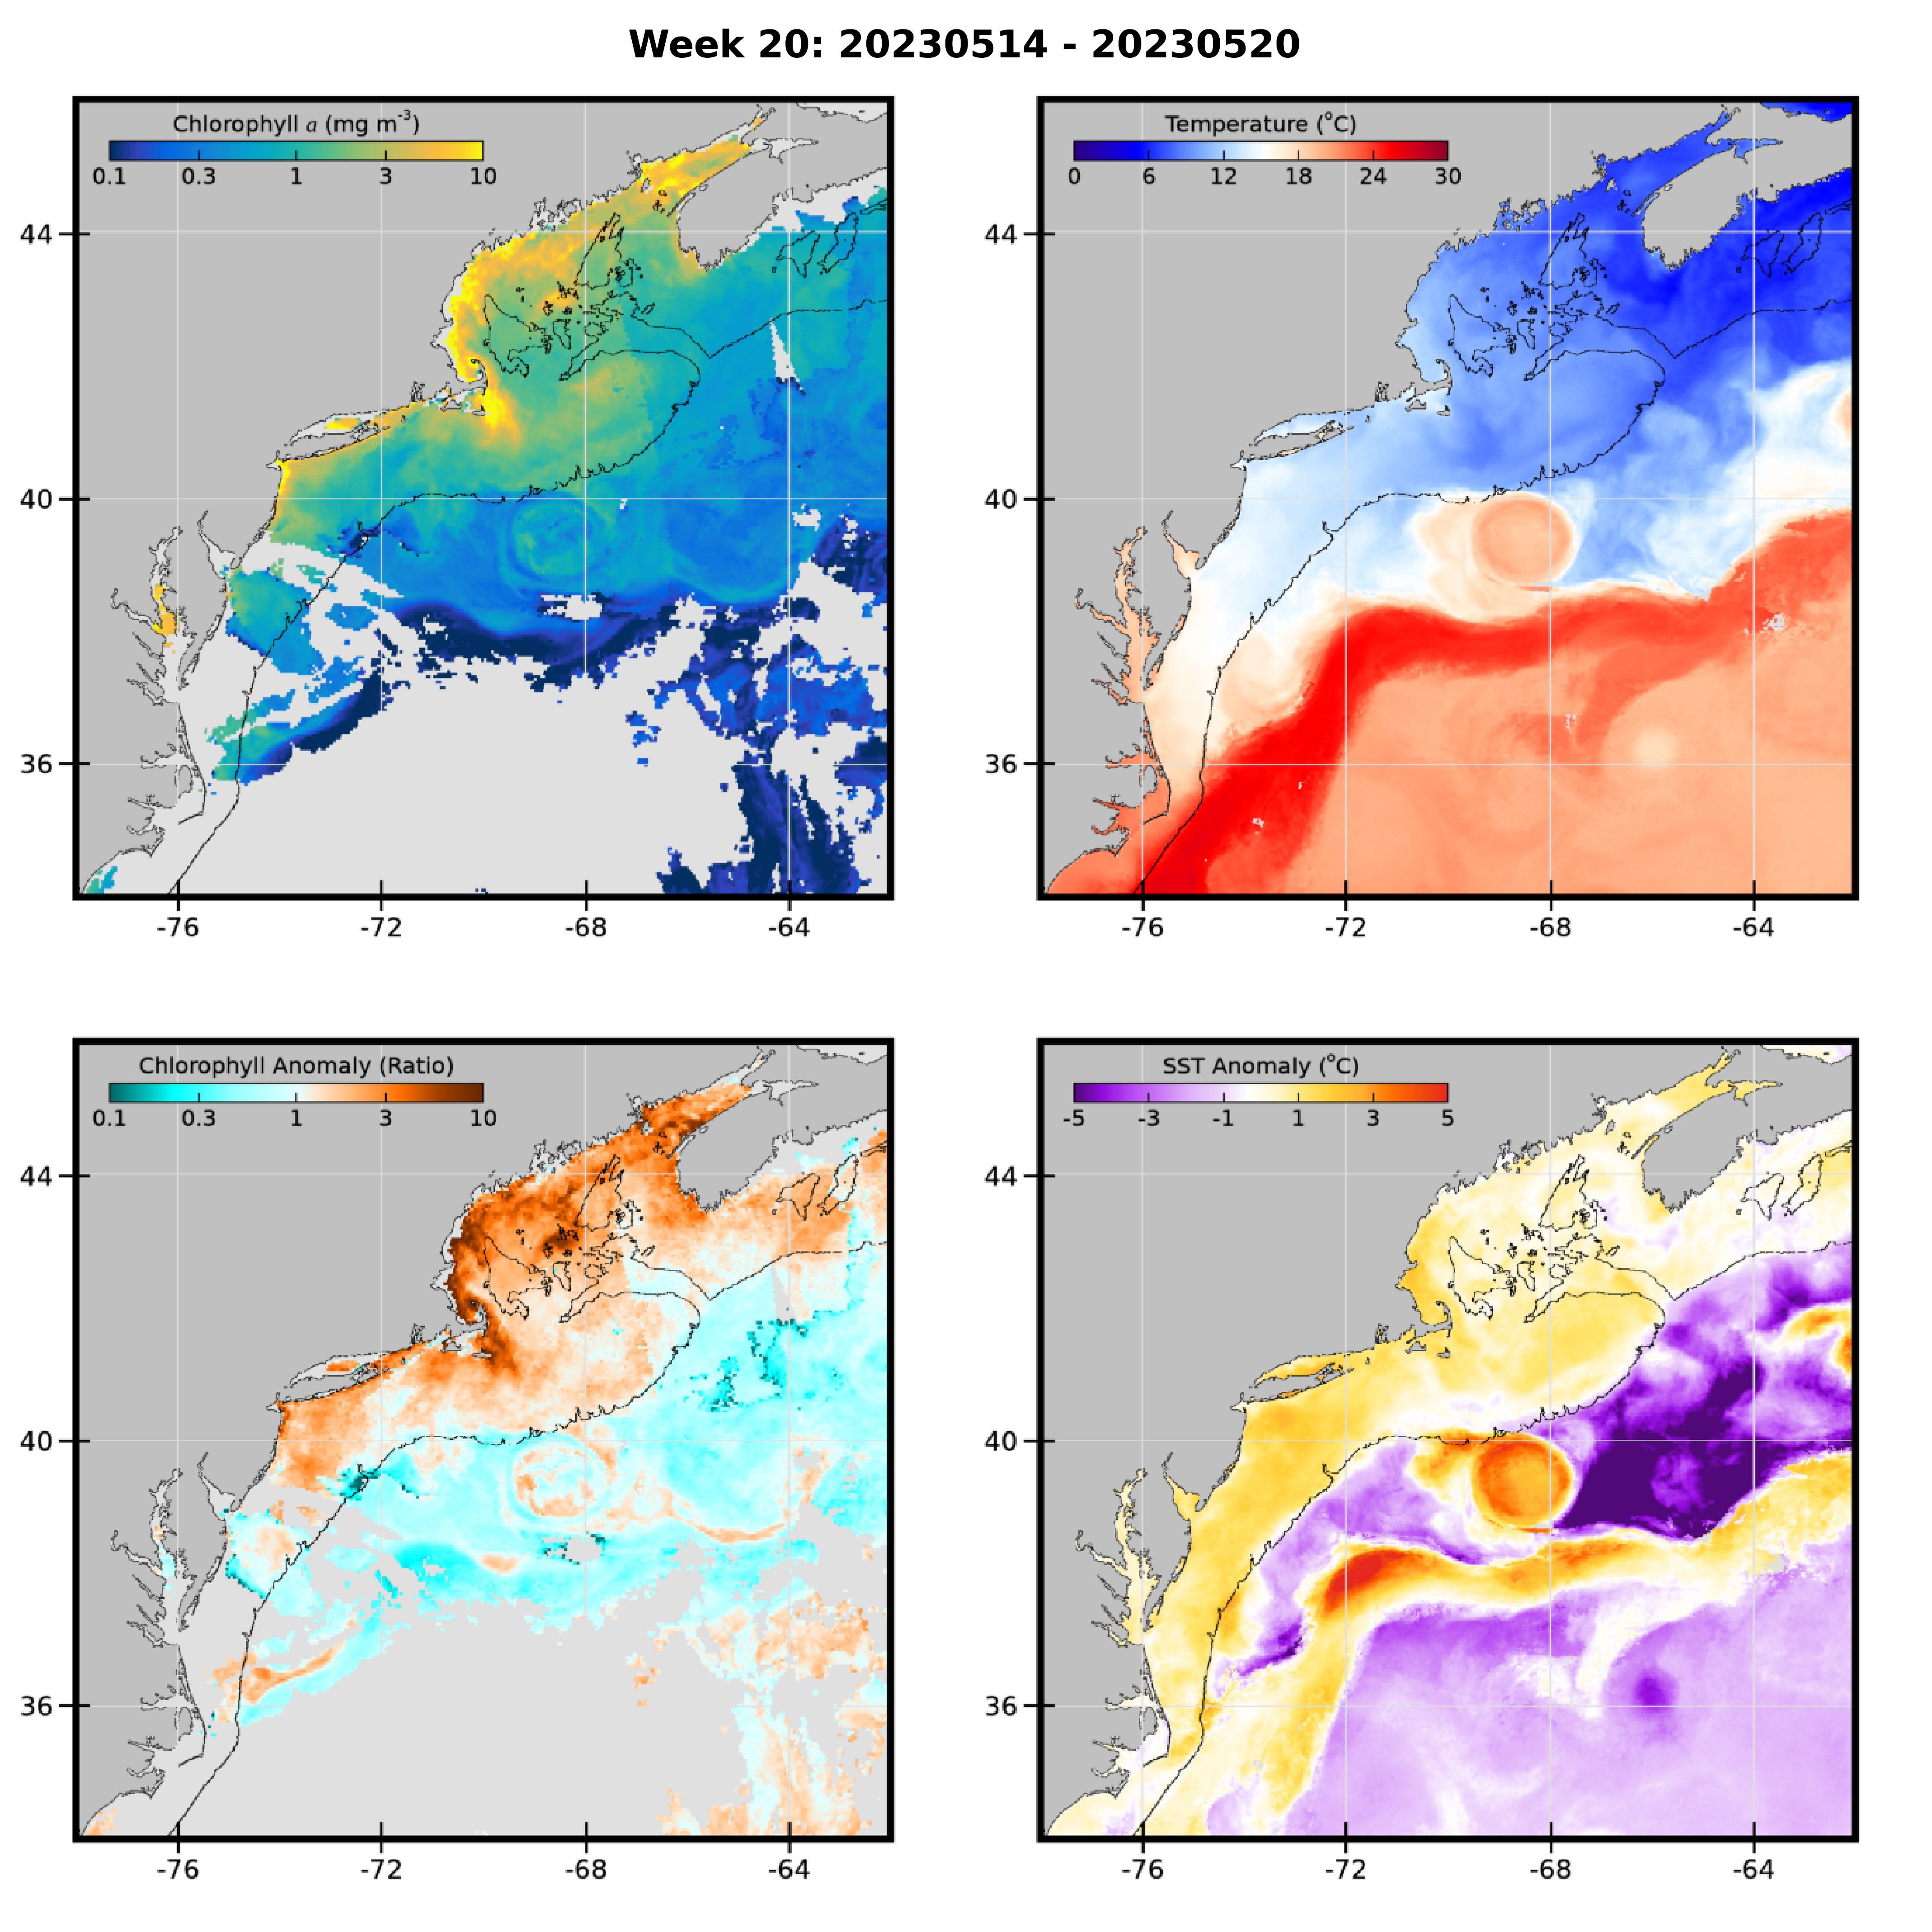 Week 20: 20230514 - 20230520
Chlorophyll a (mg m-3)
0.1 0.3 1 3 10
44
40
36
-76 -72 -68 -64
Temperature (°C)
0 6 12 18 24 30
44
40
36
-76 -72 -68 -64
Chlorophyll Anomaly (Ratio)
0.1 0.3 1 3 10
44
40
36
-76 -72 -68 -64
SST Anomaly (°C)
-5 -3 -1 1 3 5
44
40
36
-76 -72 -68 -64